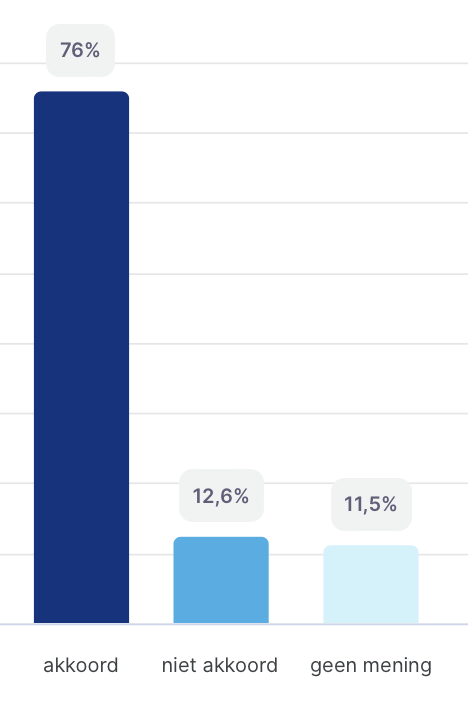 76%
12,6%
11,5%
akkoord
niet akkoord
geen mening